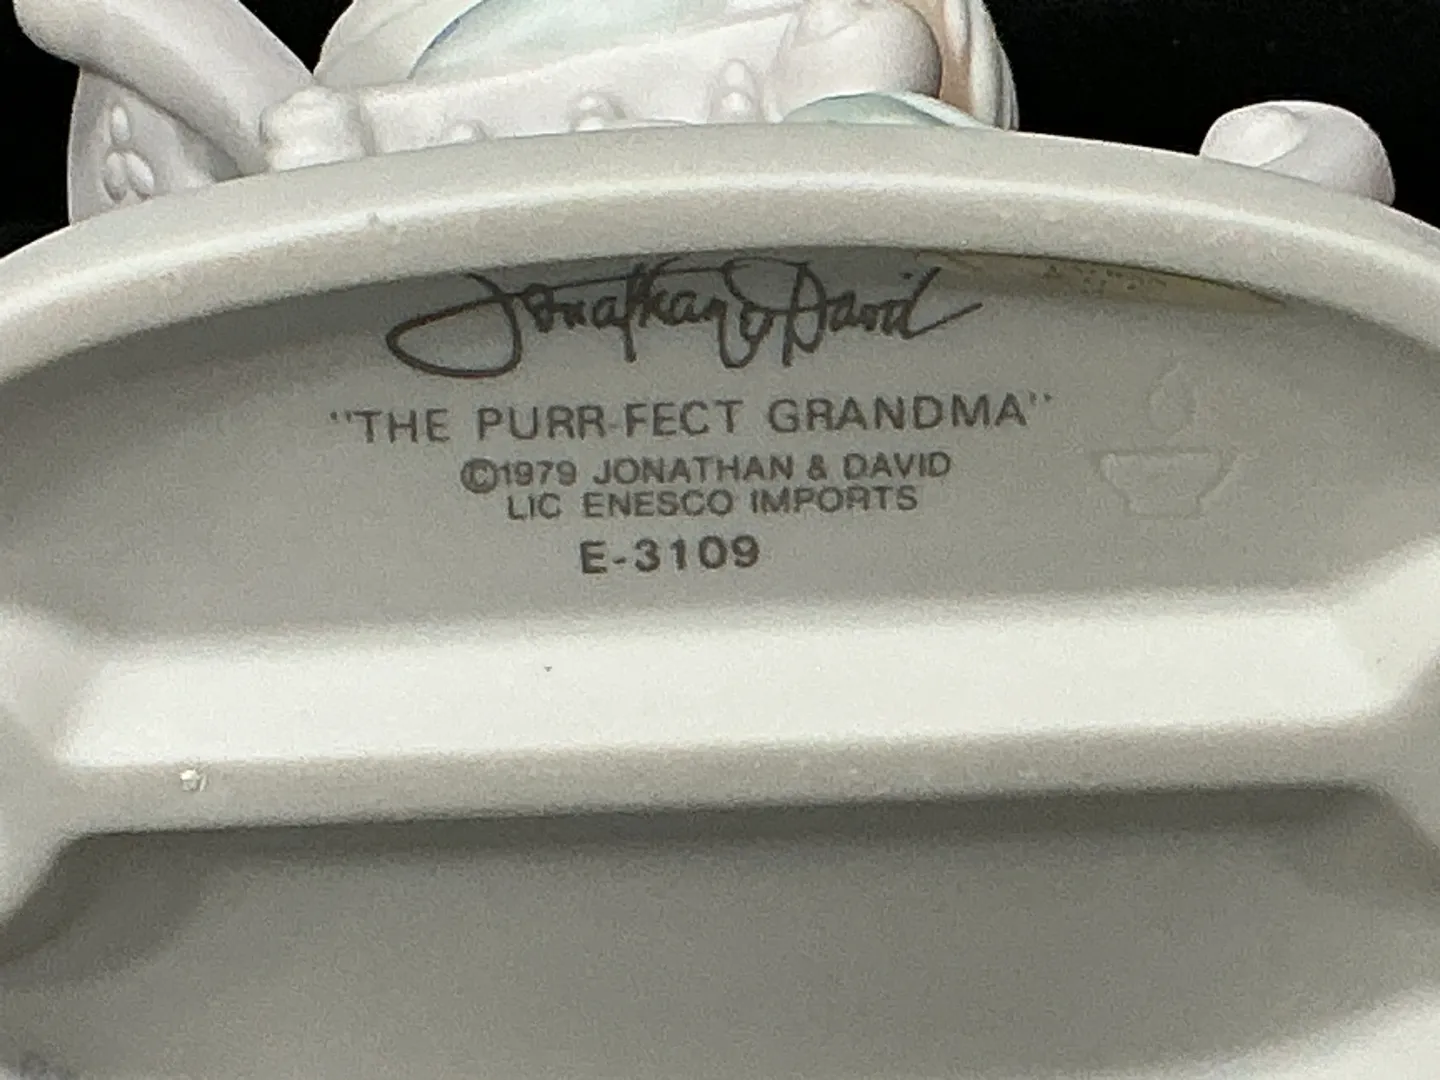 Jonathan & David
"THE PURR-FECT GRANDMA"
©1979 JONATHAN & DAVID
LIC ENESCO IMPORTS
E-3109